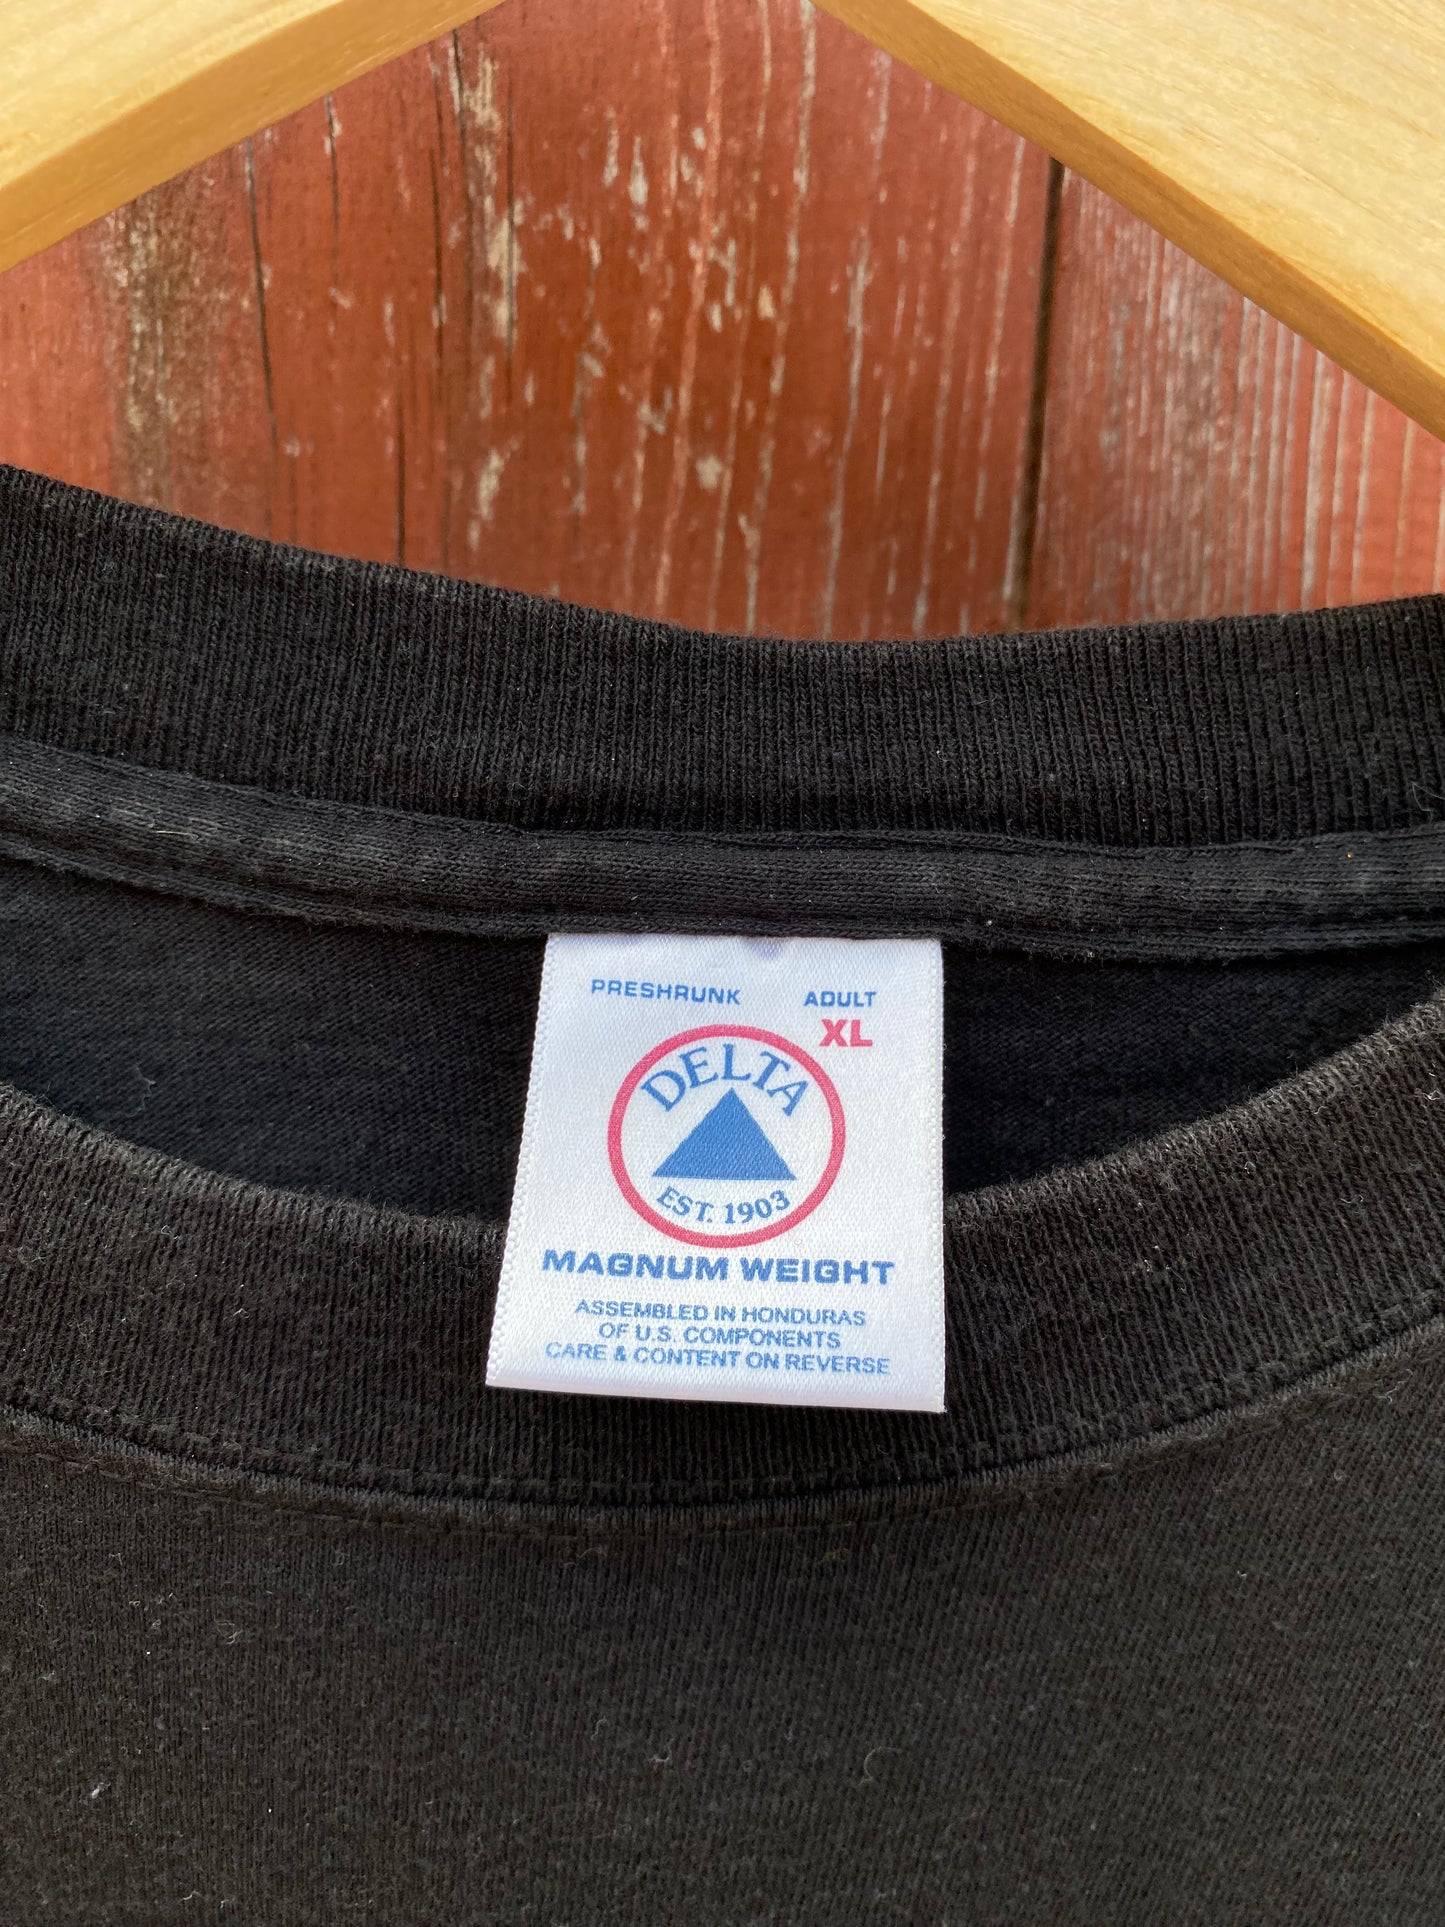 PRESHRUNK ADULT
XL
DELTA
EST. 1903
MAGNUM WEIGHT
ASSEMBLED IN HONDURAS
OF U.S. COMPONENTS
CARE & CONTENT ON REVERSE